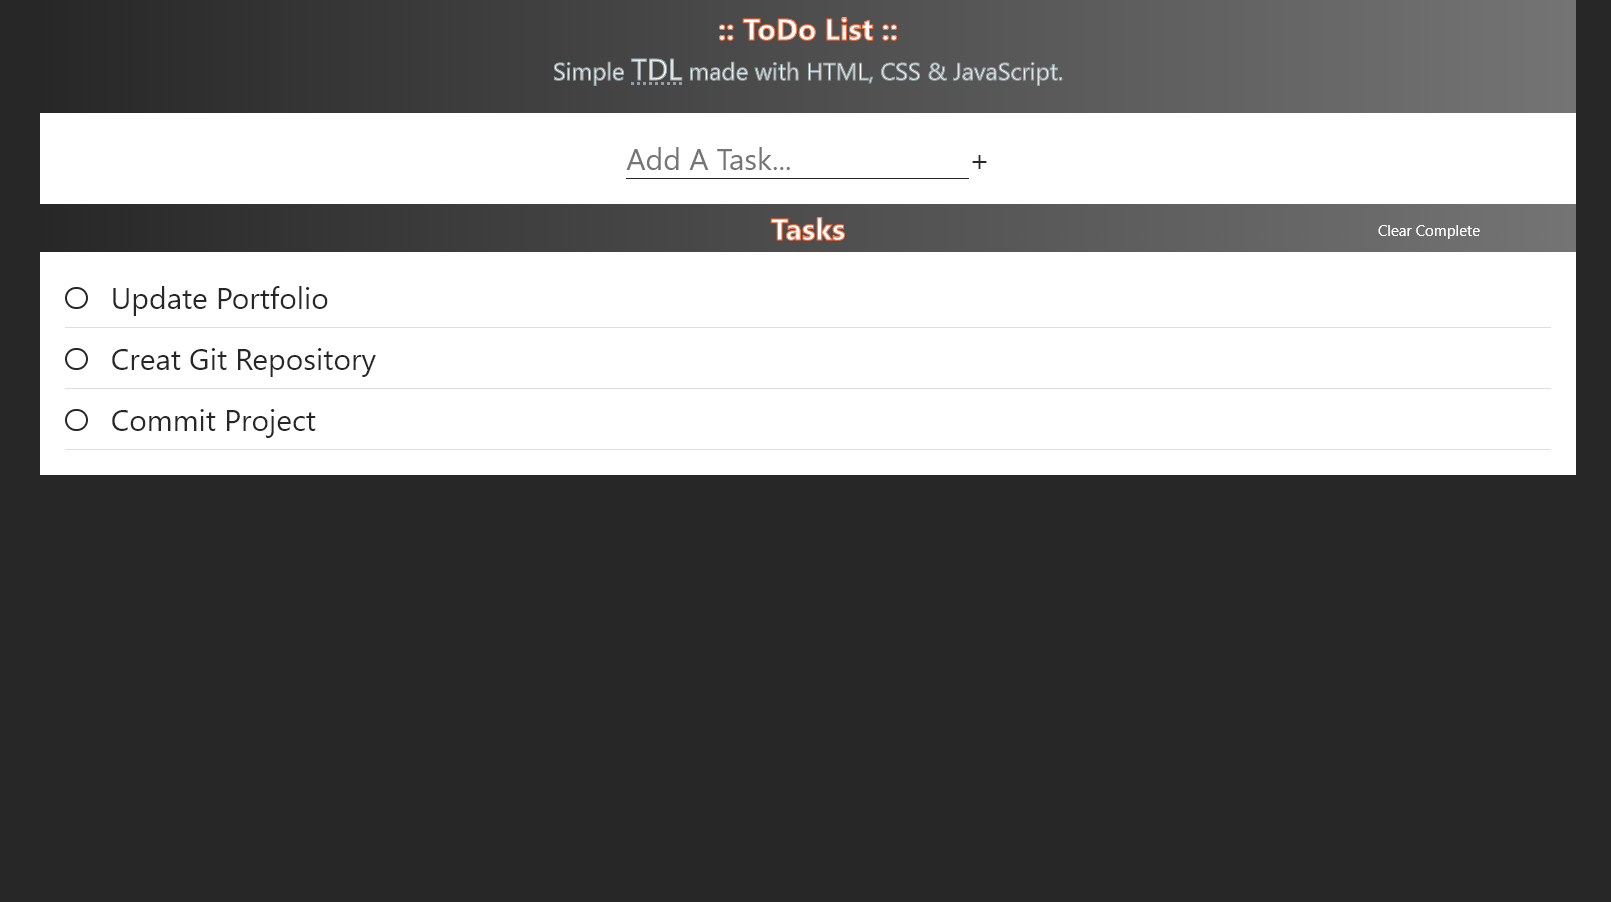 :: ToDo List ::
Simple TDL made with HTML, CSS & JavaScript.
Add A Task...
+
Tasks
Clear Complete
Update Portfolio
Creat Git Repository
Commit Project